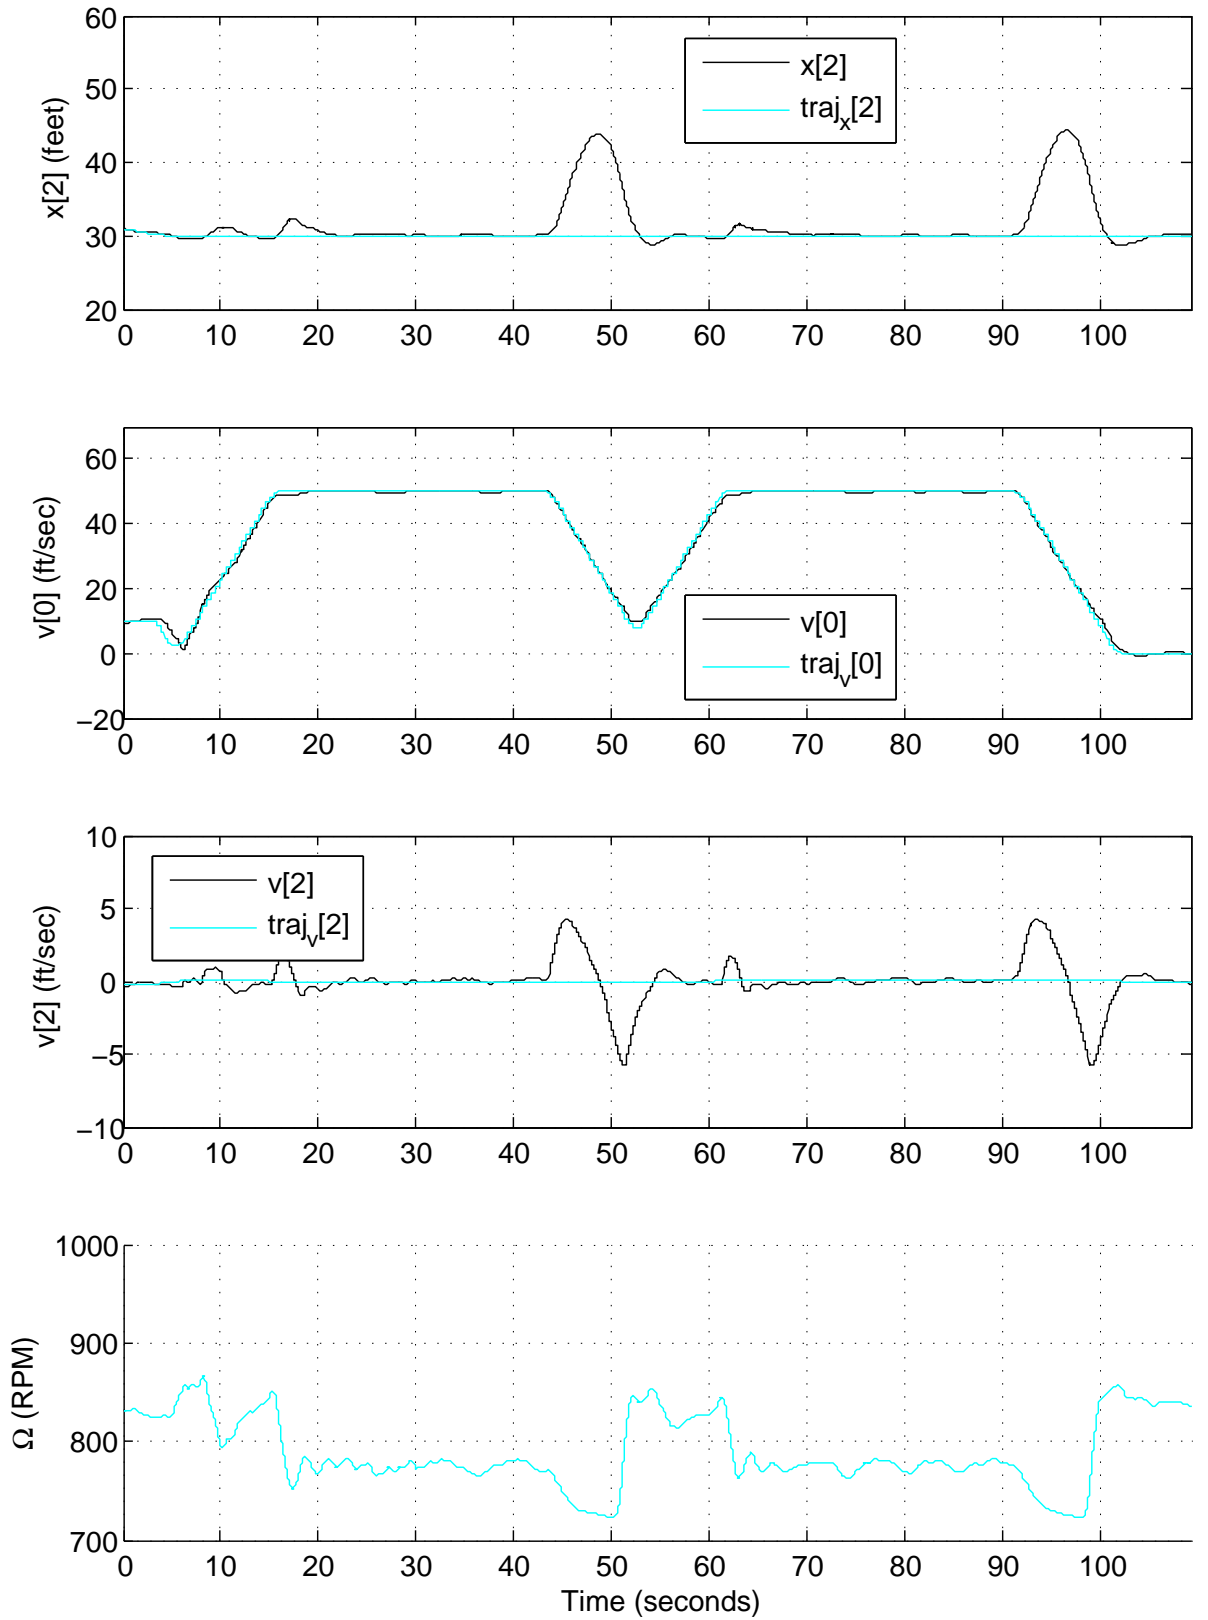 60
50
40
30
20
x[2] (feet)
x[2]
traj_x[2]
0 10 20 30 40 50 60 70 80 90 100
60
40
20
0
−20
v[0] (ft/sec)
v[0]
traj_v[0]
0 10 20 30 40 50 60 70 80 90 100
10
5
0
−5
−10
v[2] (ft/sec)
v[2]
traj_v[2]
0 10 20 30 40 50 60 70 80 90 100
1000
900
800
700
Ω (RPM)
0 10 20 30 40 50 60 70 80 90 100
Time (seconds)